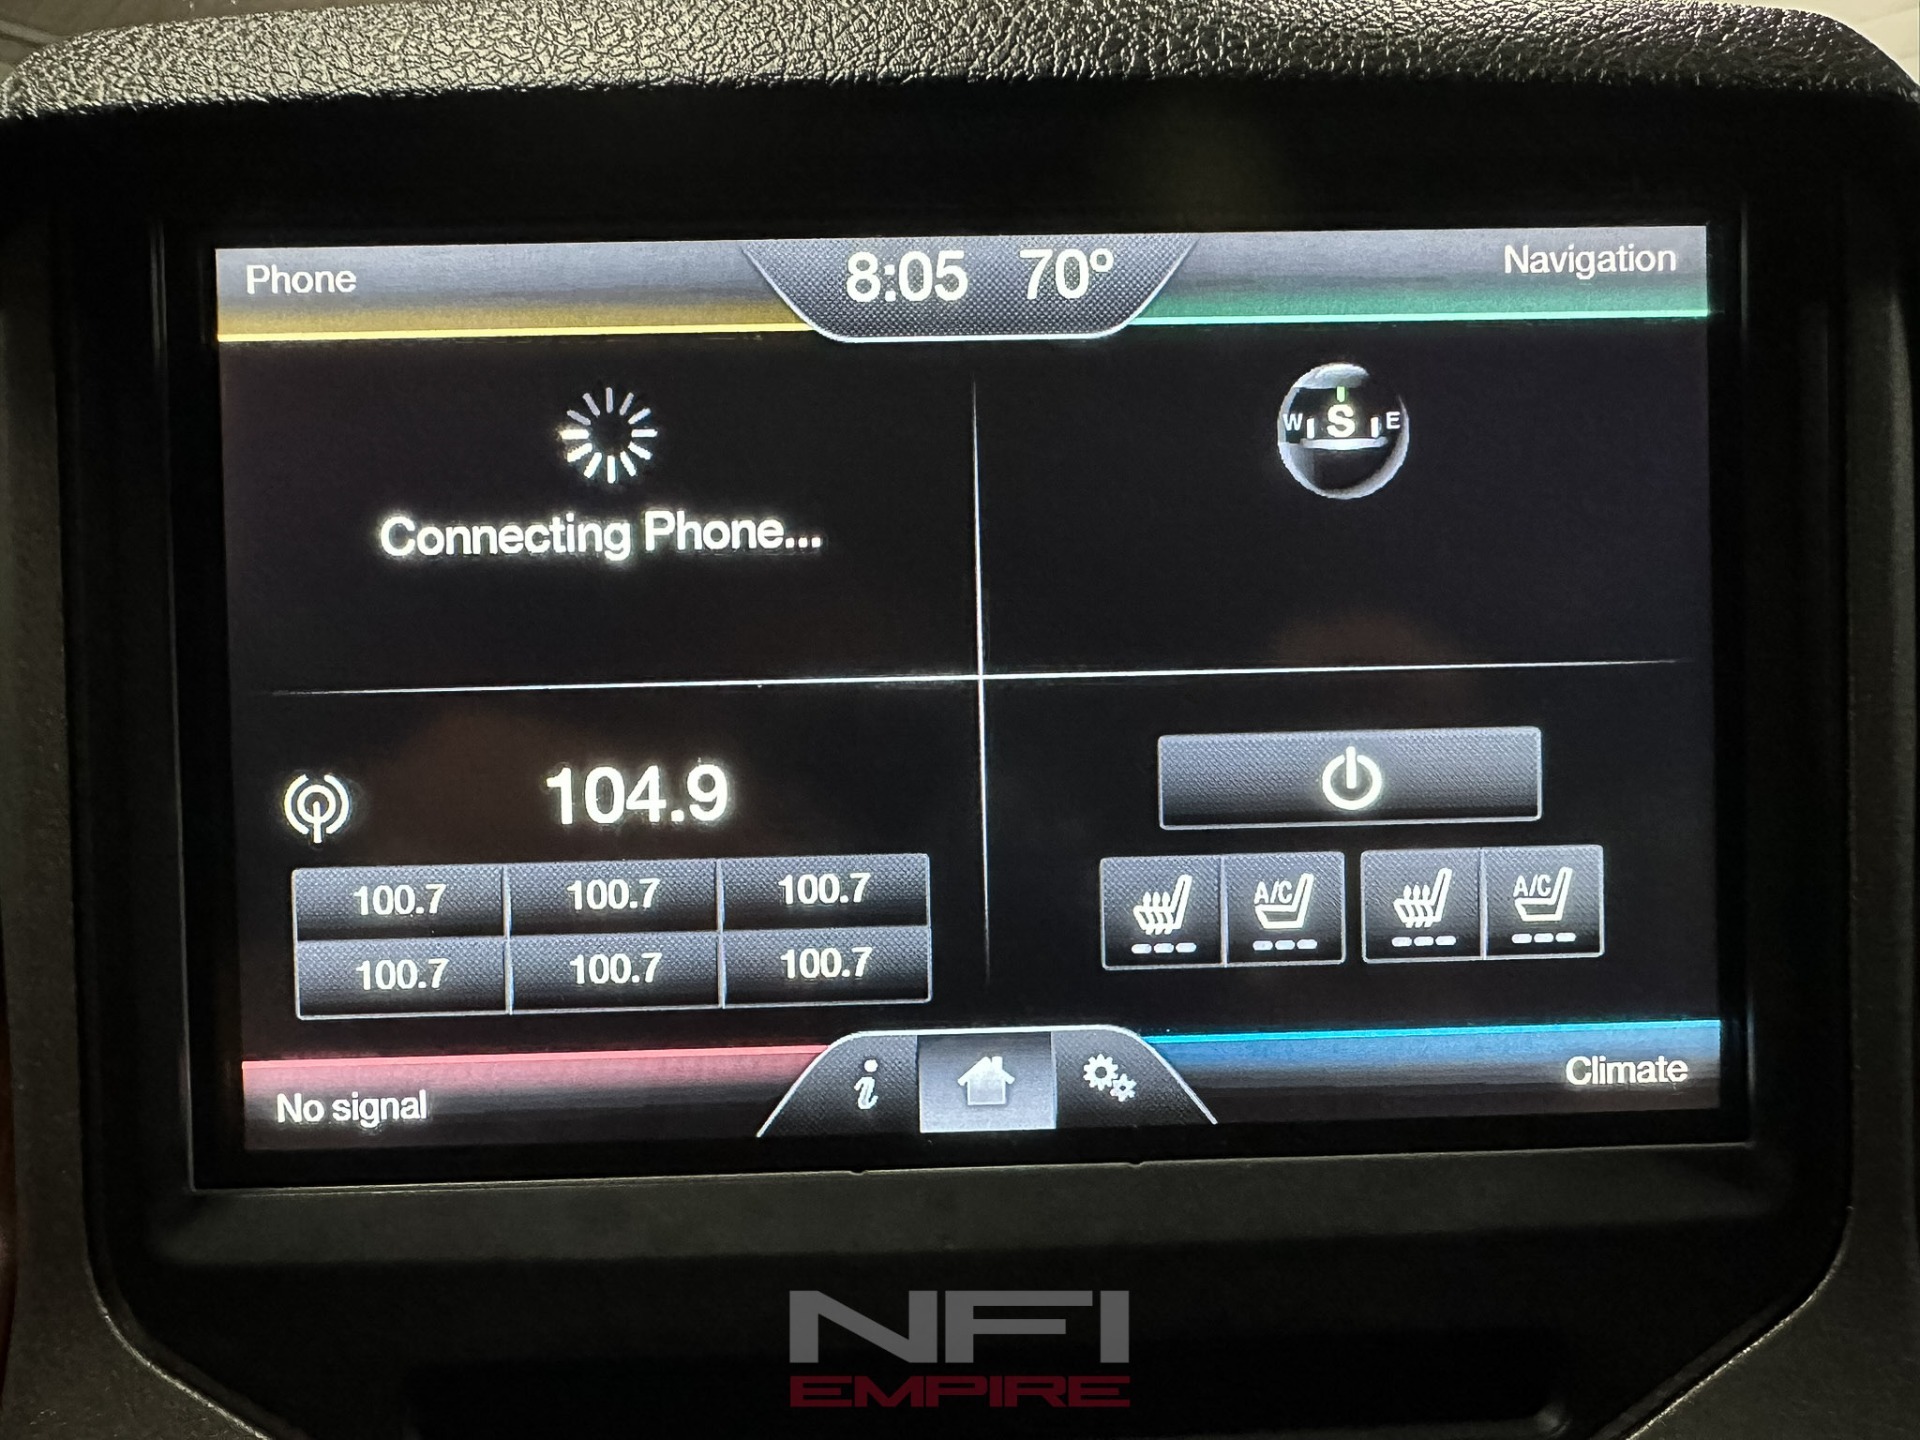 Phone
8:05 70°
Navigation
Connecting Phone...
W S E
104.9
100.7 100.7 100.7
100.7 100.7 100.7
A/C A/C
No signal
i
Climate
NFI
EMPIRE